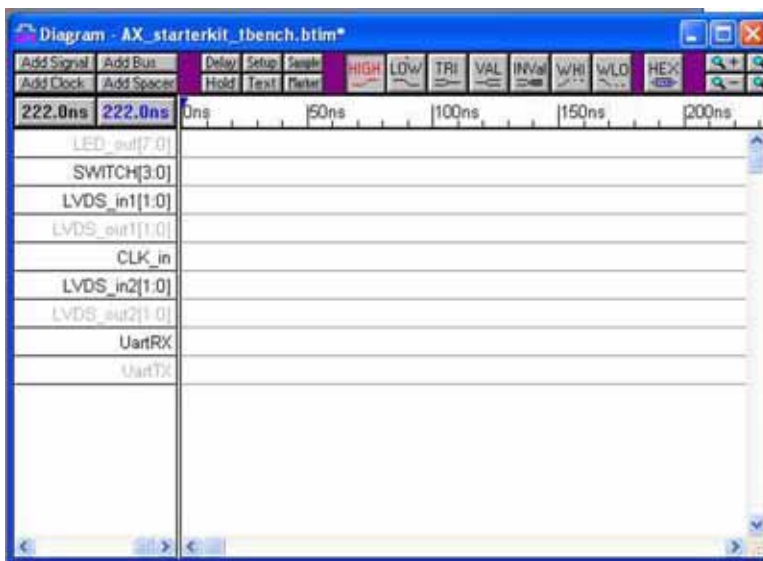 Diagram - AX_starterkit_tbench.btim*
Add Signal Add Bus Delay Setup Sample HIGH LOW TRI VAL INVal WHI WLO HEX
Add Clock Add Spacer Hold Text Marker
222.0ns 222.0ns 0ns 50ns 100ns 150ns 200ns
LED_out[7:0]
SWITCH[3:0]
LVDS_in1[1:0]
LVDS_out1[1:0]
CLK_in
LVDS_in2[1:0]
LVDS_out2[1:0]
UartRX
UartTX